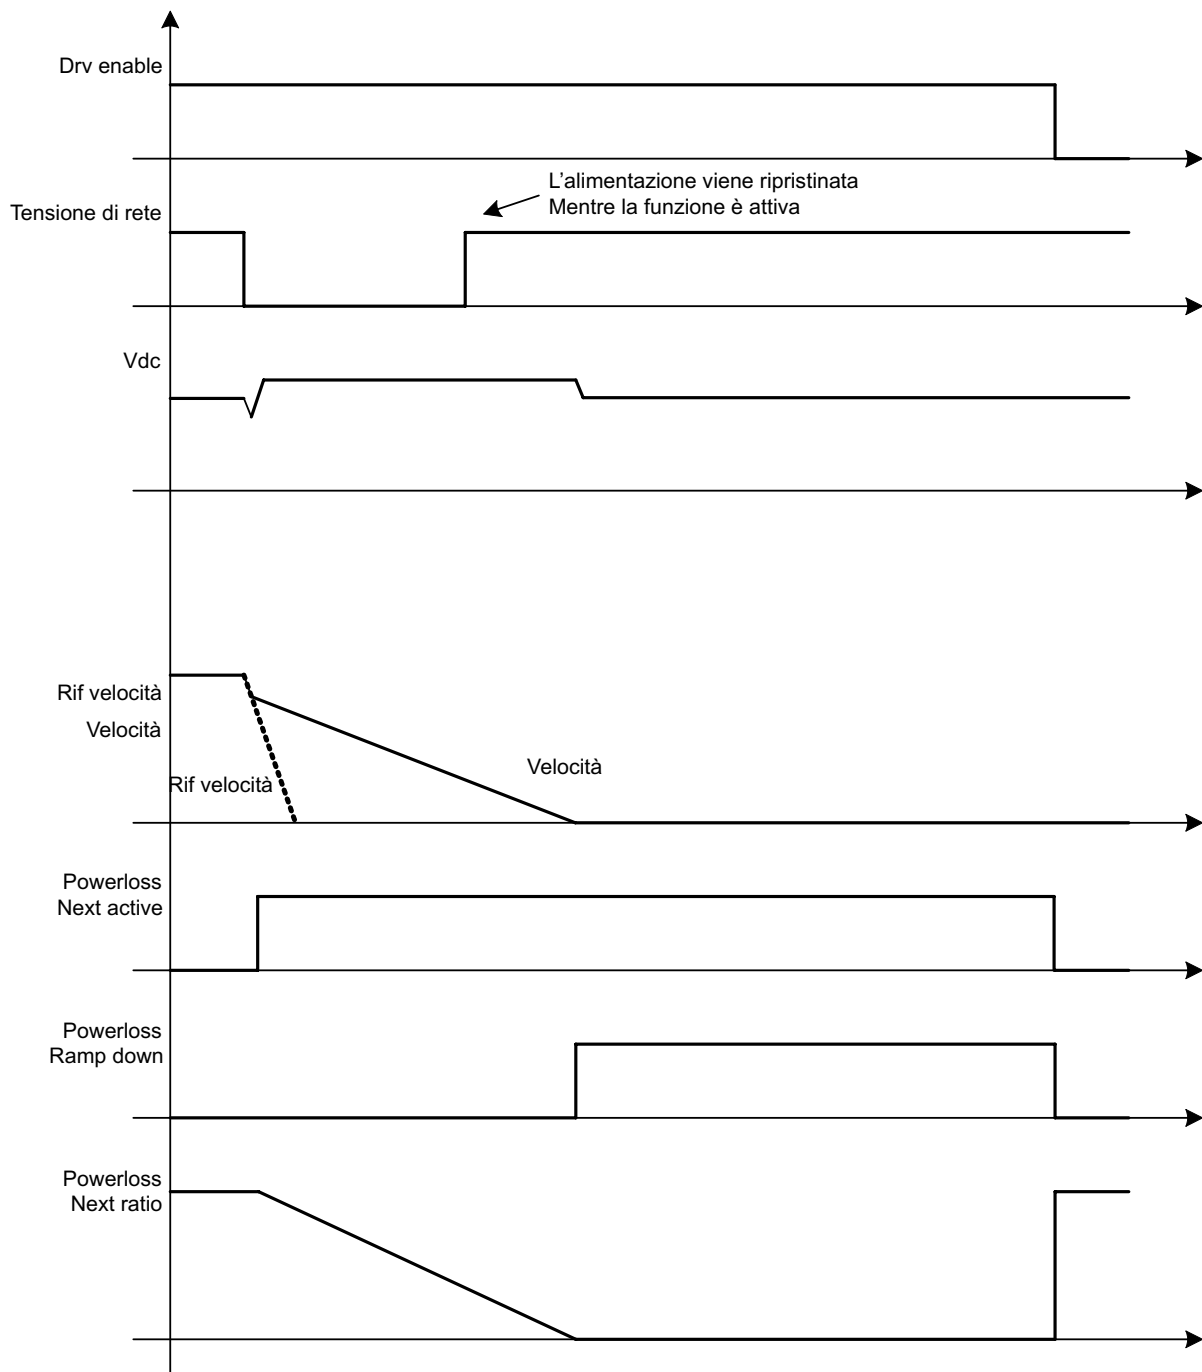 Drv enable
L'alimentazione viene ripristinata
Mentre la funzione è attiva
Tensione di rete
Vdc
Rif velocità
Velocità
Velocità
Rif velocità
Powerloss
Next active
Powerloss
Ramp down
Powerloss
Next ratio